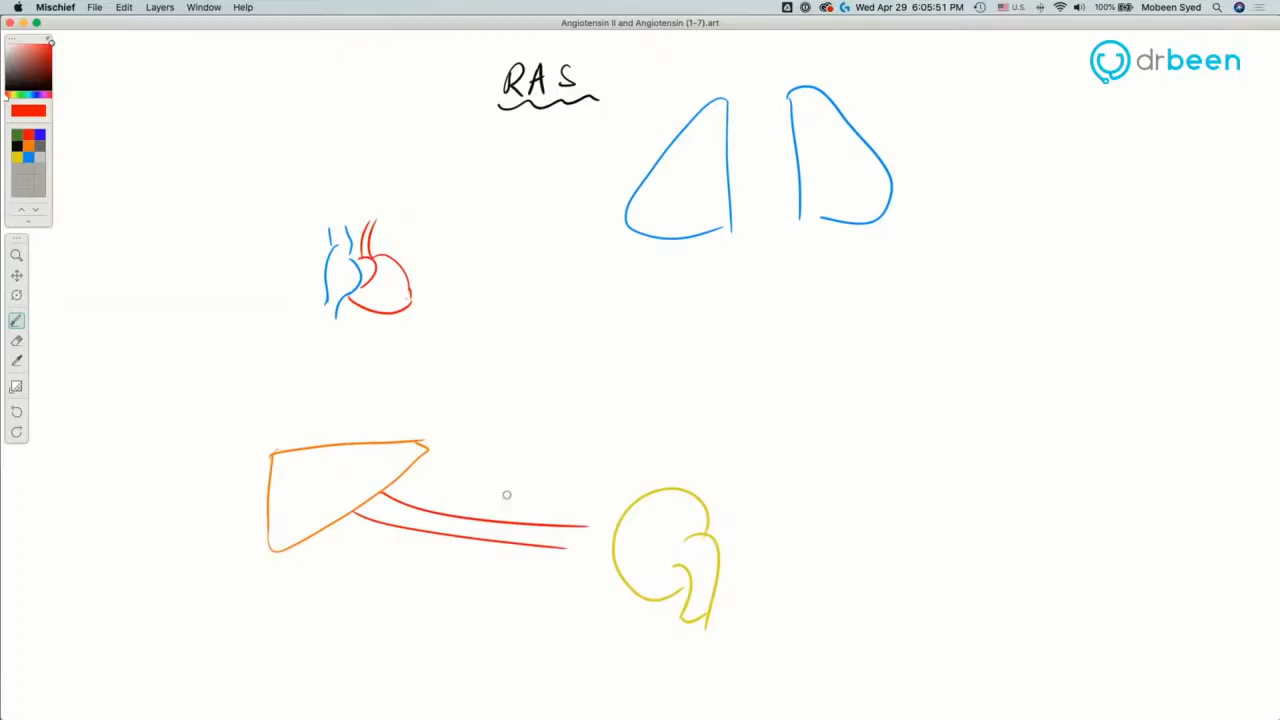 Mischief File Edit Layers Window Help Wed Apr 29 6:05:51 PM U.S. 100% Mobeen Syed
Angiotensin II and Angiotensin (1-7).art
drbeen
RAS